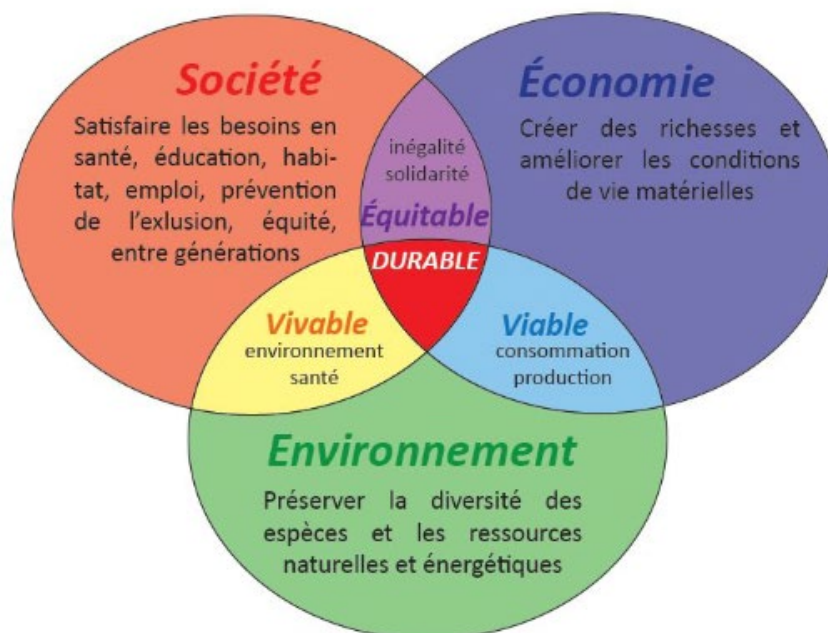 Société
Satisfaire les besoins en
santé, éducation, habi-
tat, emploi, prévention
de l'exlusion, équité,
entre générations
Économie
Créer des richesses et
améliorer les conditions
de vie matérielles
inégalité
solidarité
Équitable
DURABLE
Vivable
environnement
santé
Viable
consommation
production
Environnement
Préserver la diversité des
espèces et les ressources
naturelles et énergétiques